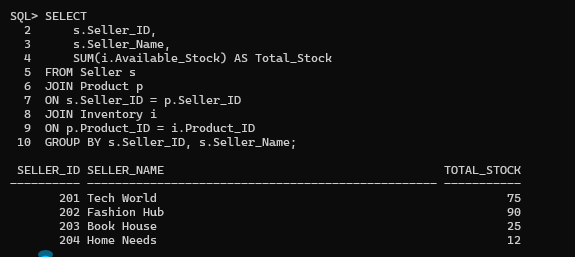 SQL> SELECT
  2      s.Seller_ID,
  3      s.Seller_Name,
  4      SUM(i.Available_Stock) AS Total_Stock
  5  FROM Seller s
  6  JOIN Product p
  7  ON s.Seller_ID = p.Seller_ID
  8  JOIN Inventory i
  9  ON p.Product_ID = i.Product_ID
 10  GROUP BY s.Seller_ID, s.Seller_Name;

 SELLER_ID SELLER_NAME                                        TOTAL_STOCK
---------- -------------------------------------------------- -----------
       201 Tech World                                                  75
       202 Fashion Hub                                                 90
       203 Book House                                                  25
       204 Home Needs                                                  12